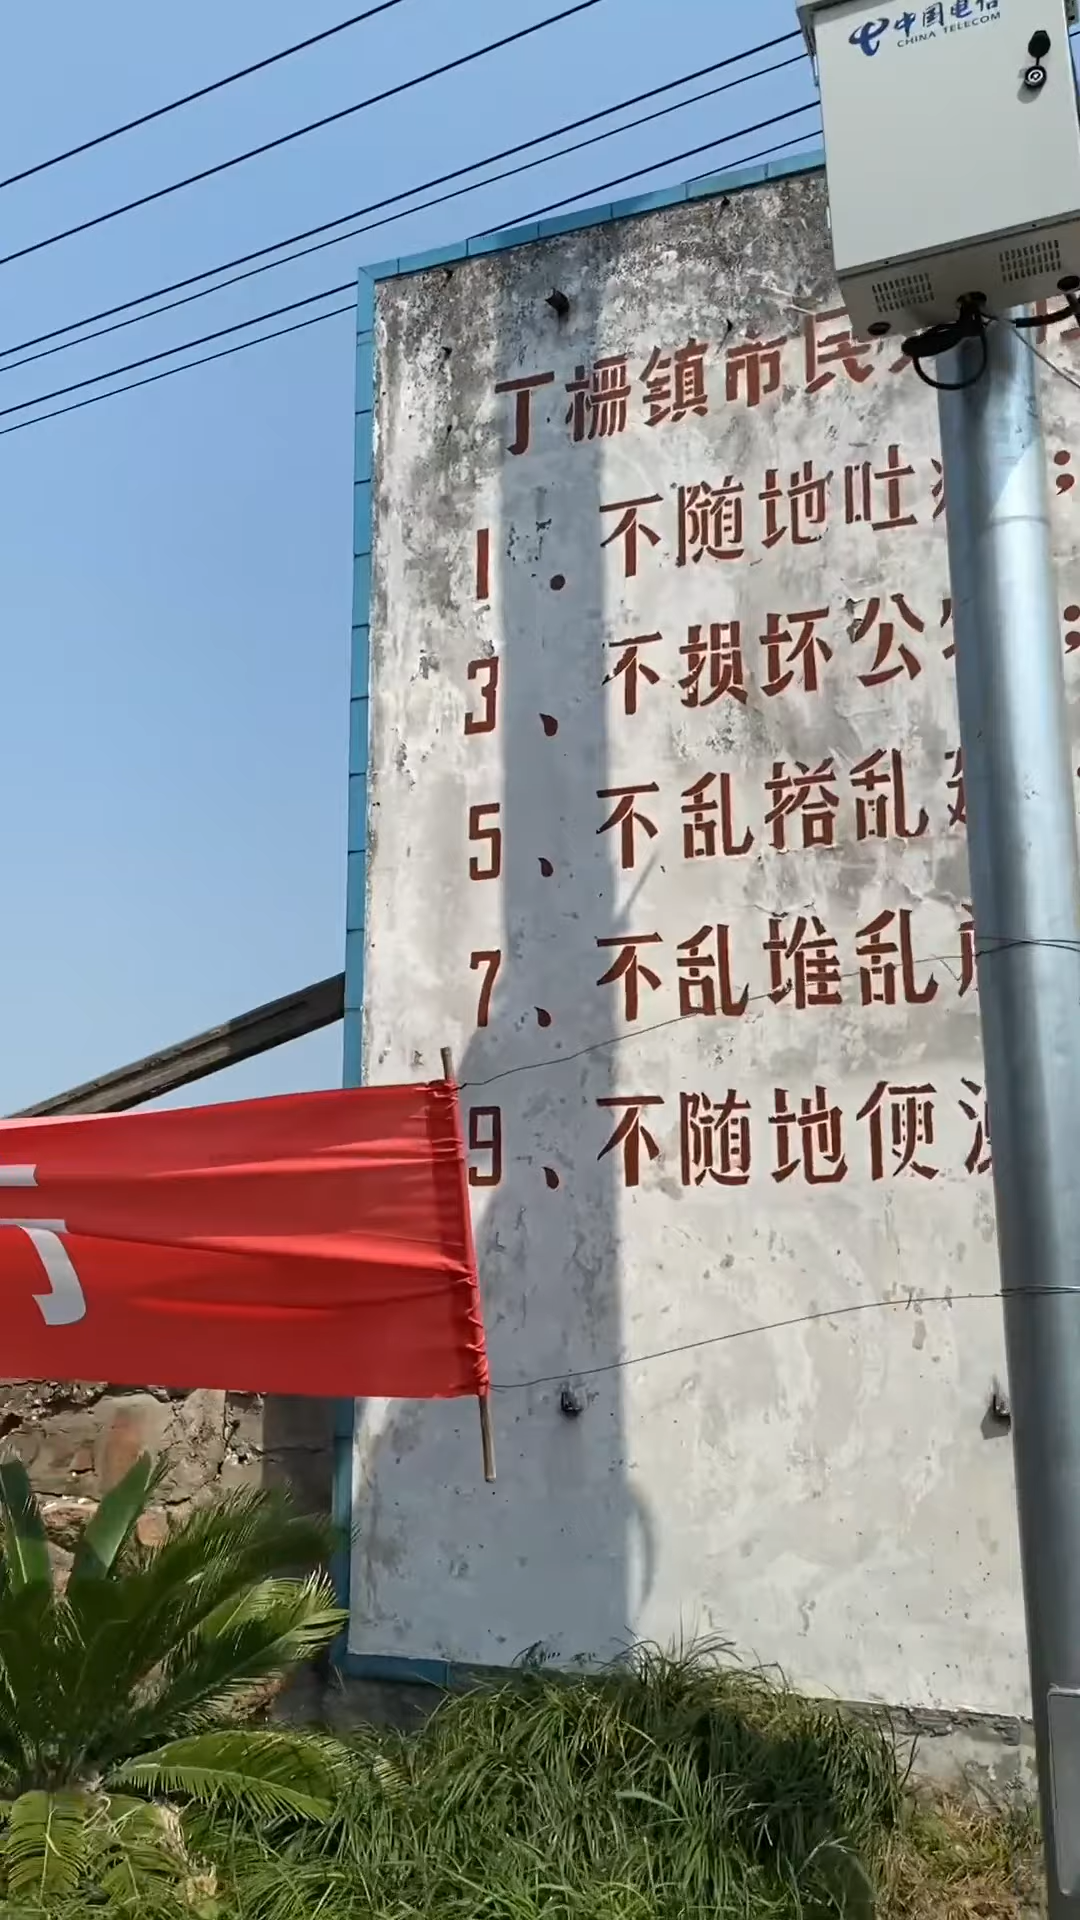 中国电信
CHINA TELECOM
丁栅镇市民
1.不随地吐 ;
3、不损坏公 ;
5、不乱搭乱
7、不乱堆乱
9、不随地便